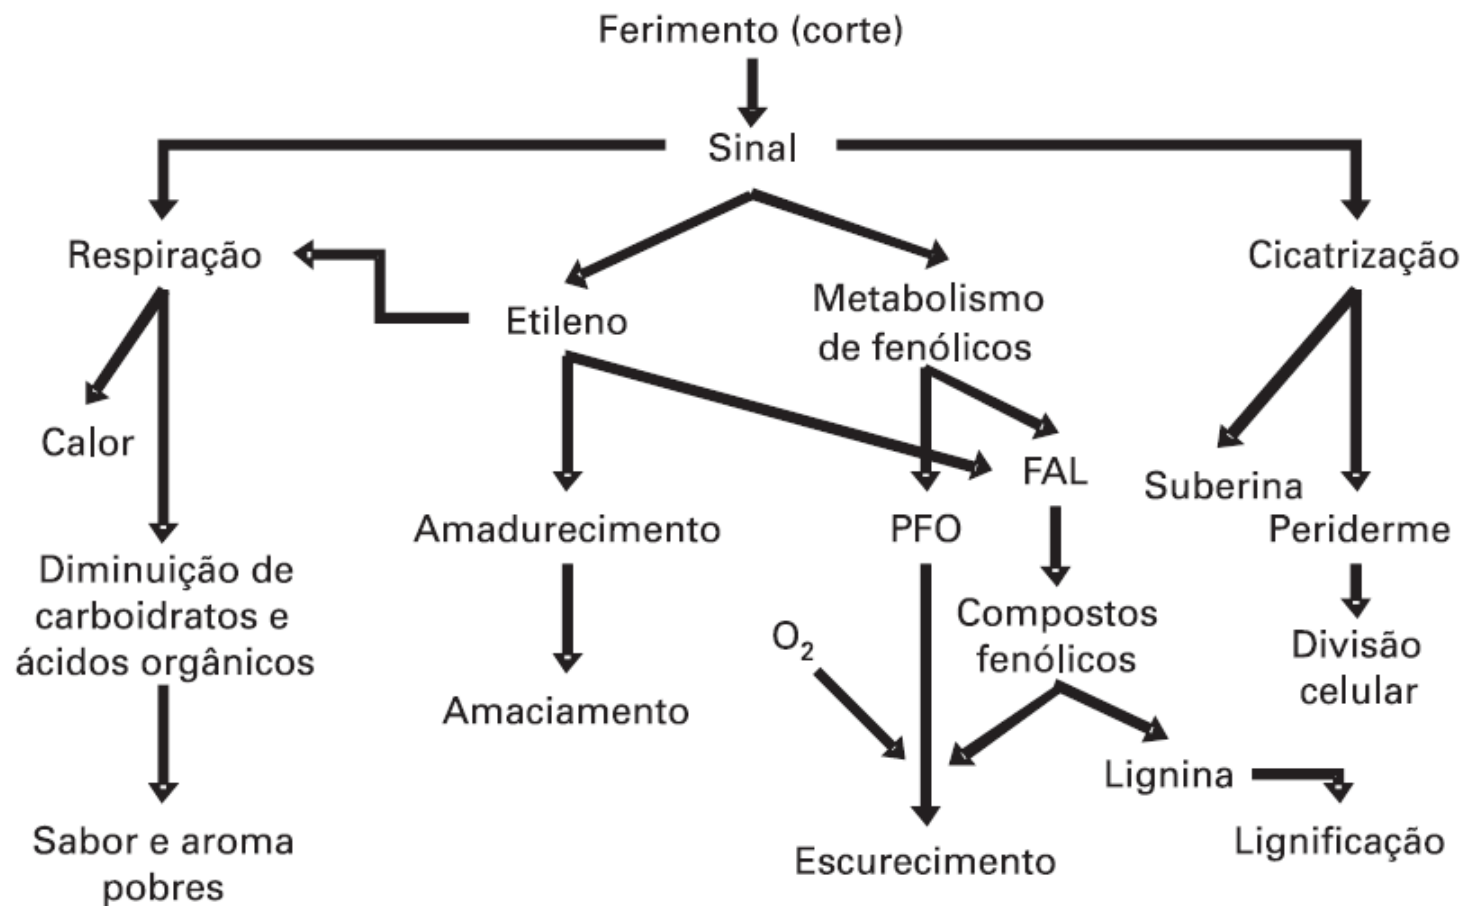 Ferimento (corte)
Sinal
Respiração
Cicatrização
Etileno
Metabolismo
de fenólicos
Calor
FAL
Suberina
Amadurecimento
PFO
Periderme
Diminuição de
carboidratos e
ácidos orgânicos
O2
Compostos
fenólicos
Divisão
celular
Amaciamento
Lignina
Sabor e aroma
pobres
Escurecimento
Lignificação